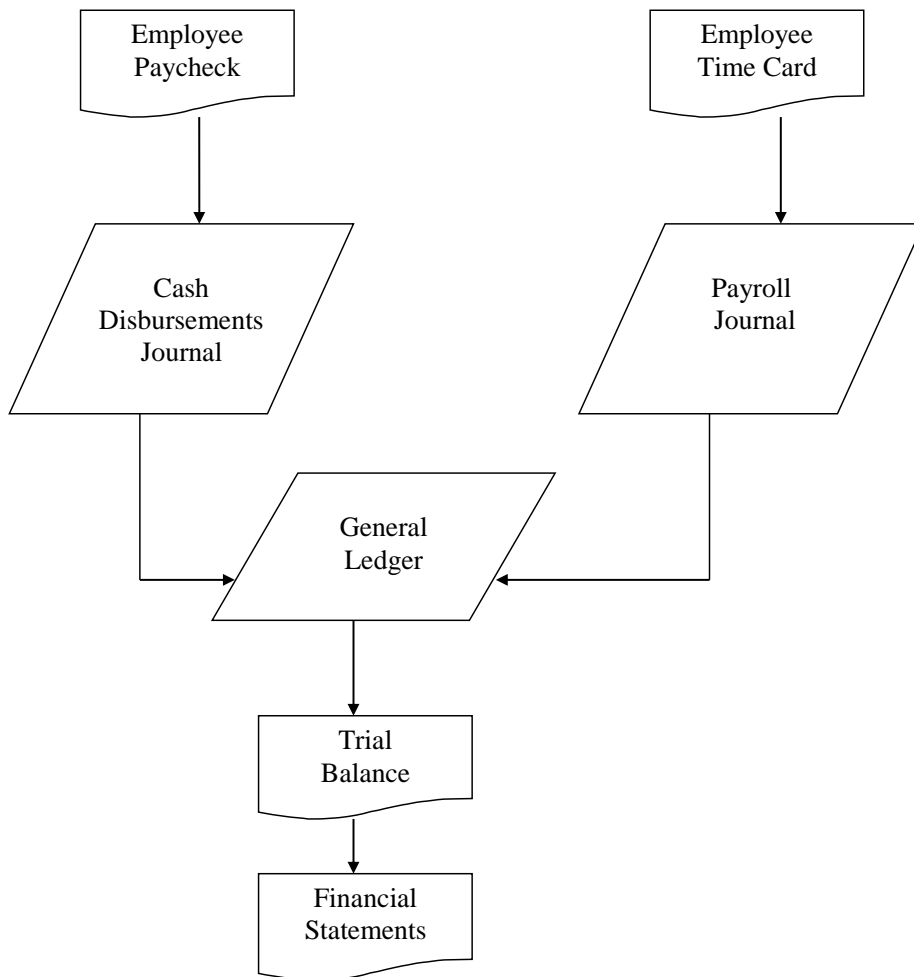 Employee
Paycheck
Employee
Time Card
Cash
Disbursements
Journal
Payroll
Journal
General
Ledger
Trial
Balance
Financial
Statements